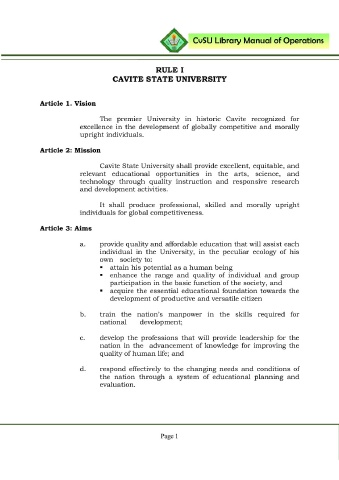 CvSU Library Manual of Operations
RULE I
CAVITE STATE UNIVERSITY
Article 1. Vision
The premier University in historic Cavite recognized for
excellence in the development of globally competitive and morally
upright individuals.
Article 2: Mission
Cavite State University shall provide excellent, equitable, and
relevant educational opportunities in the arts, science, and
technology through quality instruction and responsive research
and development activities.
It shall produce professional, skilled and morally upright
individuals for global competitiveness.
Article 3: Aims
a. provide quality and affordable education that will assist each
individual in the University, in the peculiar ecology of his
own society to:
▪ attain his potential as a human being
▪ enhance the range and quality of individual and group
participation in the basic function of the society, and
▪ acquire the essential educational foundation towards the
development of productive and versatile citizen
b. train the nation's manpower in the skills required for
national development;
c. develop the professions that will provide leadership for the
nation in the advancement of knowledge for improving the
quality of human life; and
d. respond effectively to the changing needs and conditions of
the nation through a system of educational planning and
evaluation.
Page 1